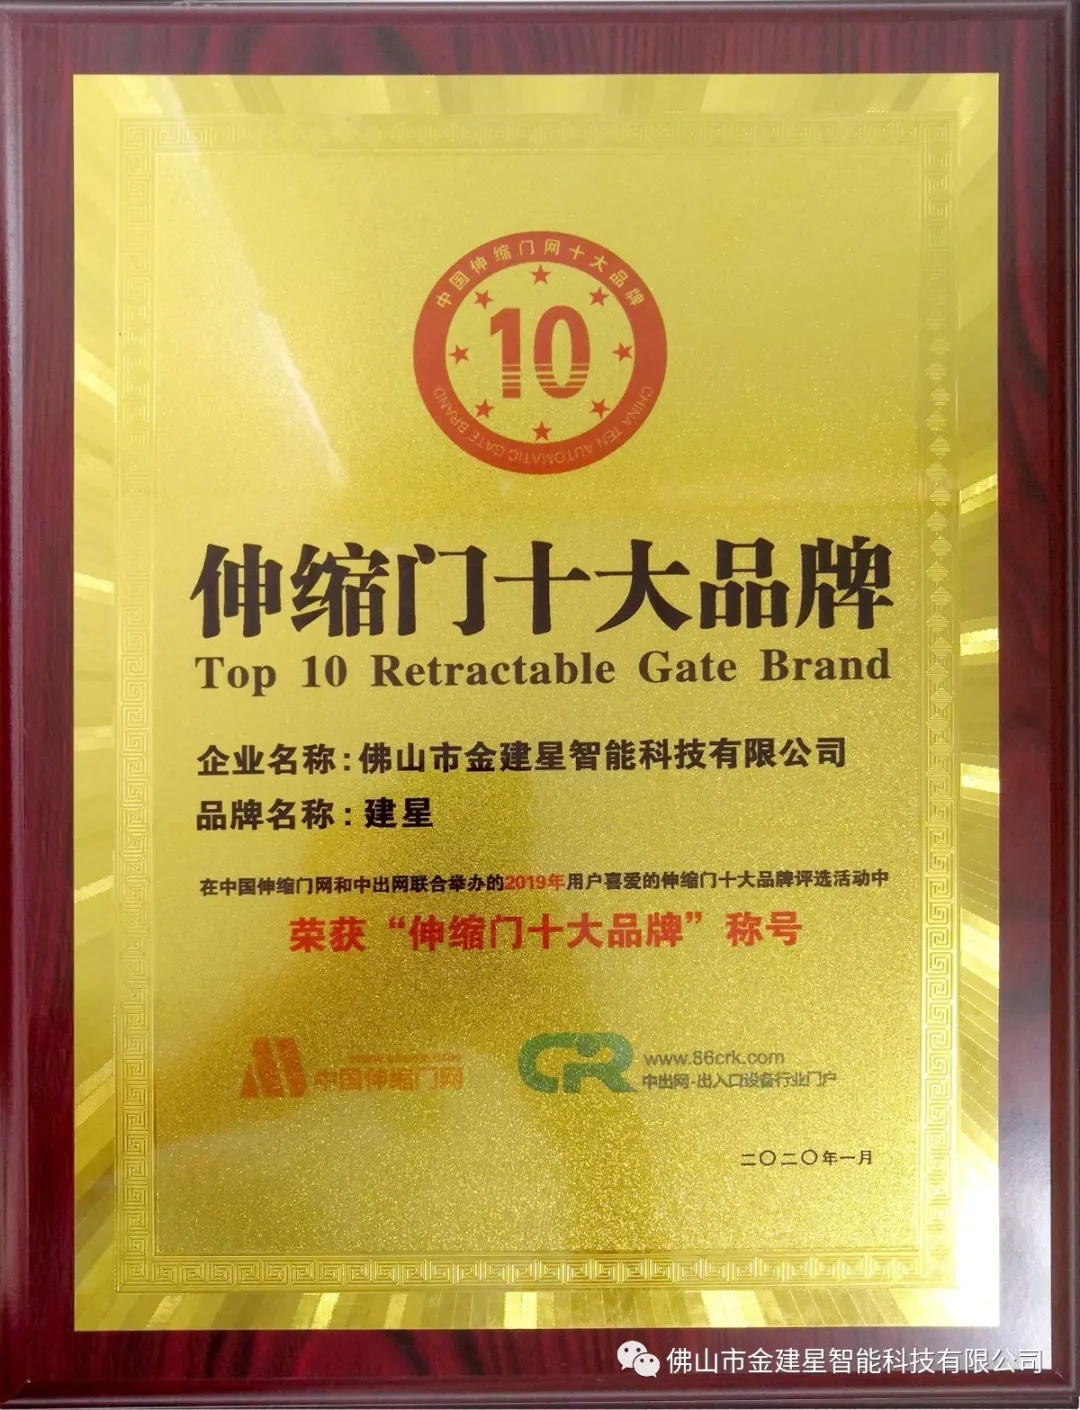 中国伸缩门网十大品牌
10
CHINA TEN AUTOMATIC GATE BRAND
伸缩门十大品牌
Top 10 Retractable Gate Brand
企业名称:佛山市金建星智能科技有限公司
品牌名称:建星
在中国伸缩门网和中出网联合举办的2019年用户喜爱的伸缩门十大品牌评选活动中
荣获“伸缩门十大品牌”称号
中国伸缩门网
CR
www.86crk.com
中出网-出入口设备行业门户
二〇二〇年一月
佛山市金建星智能科技有限公司